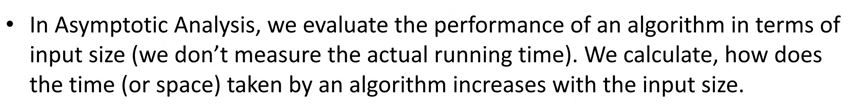 • In Asymptotic Analysis, we evaluate the performance of an algorithm in terms of
input size (we don’t measure the actual running time). We calculate, how does
the time (or space) taken by an algorithm increases with the input size.